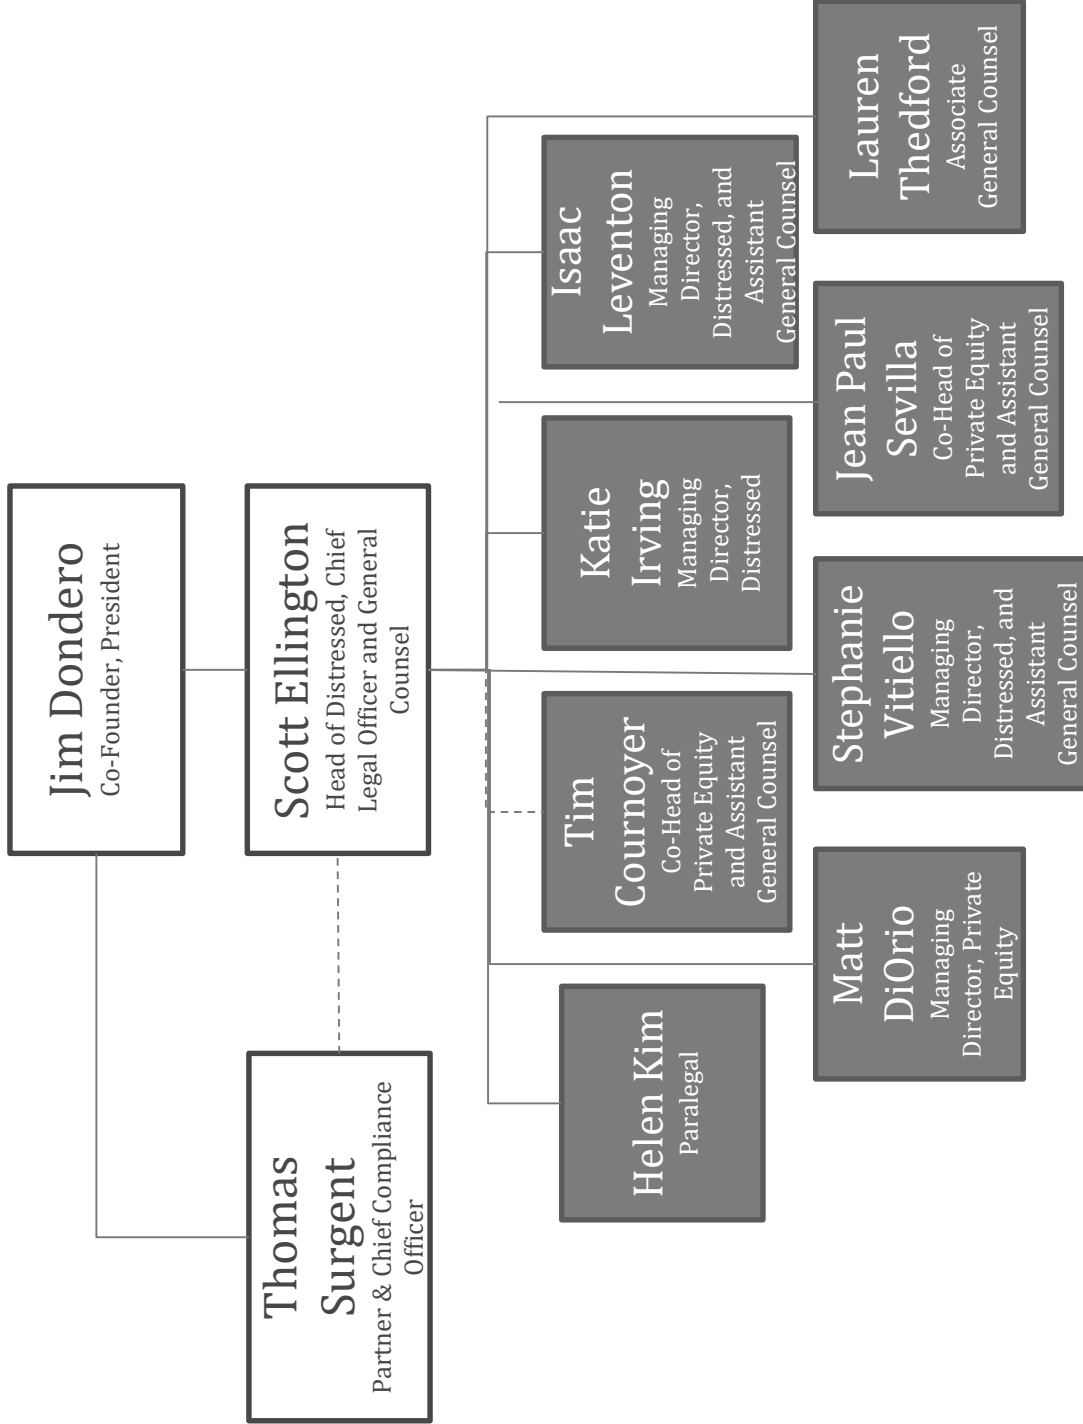 Jim Dondero
Co-Founder, President
Thomas
Surgent
Partner & Chief Compliance
Officer
Scott Ellington
Head of Distressed, Chief
Legal Officer and General
Counsel
Helen Kim
Paralegal
Tim
Cournoyer
Co-Head of
Private Equity
and Assistant
General Counsel
Katie
Irving
Managing
Director,
Distressed
Isaac
Leventon
Managing
Director,
Distressed, and
Assistant
General Counsel
Matt
DiOrio
Managing
Director, Private
Equity
Stephanie
Vitiello
Managing
Director,
Distressed, and
Assistant
General Counsel
Jean Paul
Sevilla
Co-Head of
Private Equity
and Assistant
General Counsel
Lauren
Thedford
Associate
General Counsel